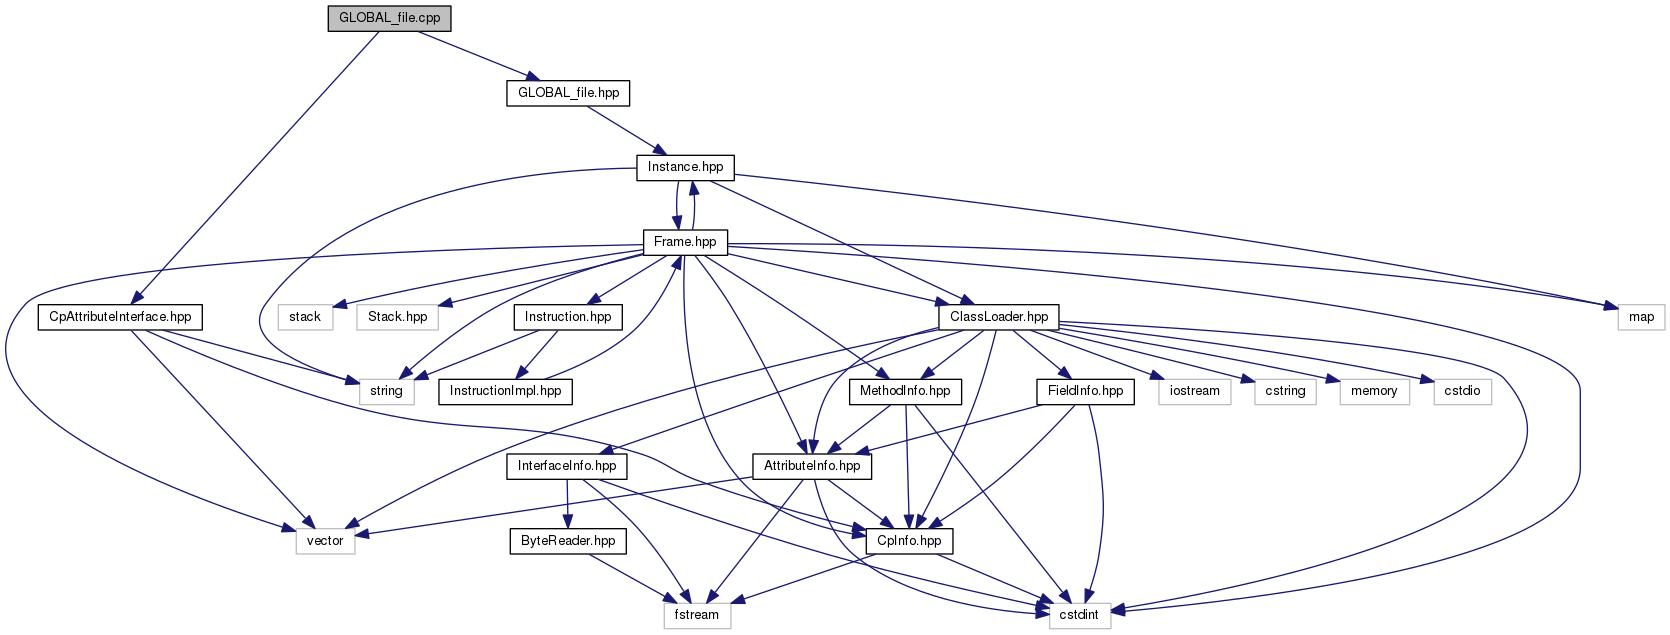 GLOBAL_file.cpp
GLOBAL_file.hpp
Instance.hpp
Frame.hpp
CpAttributeInterface.hpp
stack
Stack.hpp
Instruction.hpp
ClassLoader.hpp
map
string
InstructionImpl.hpp
MethodInfo.hpp
FieldInfo.hpp
iostream
cstring
memory
cstdio
InterfaceInfo.hpp
AttributeInfo.hpp
vector
ByteReader.hpp
CpInfo.hpp
fstream
cstdint